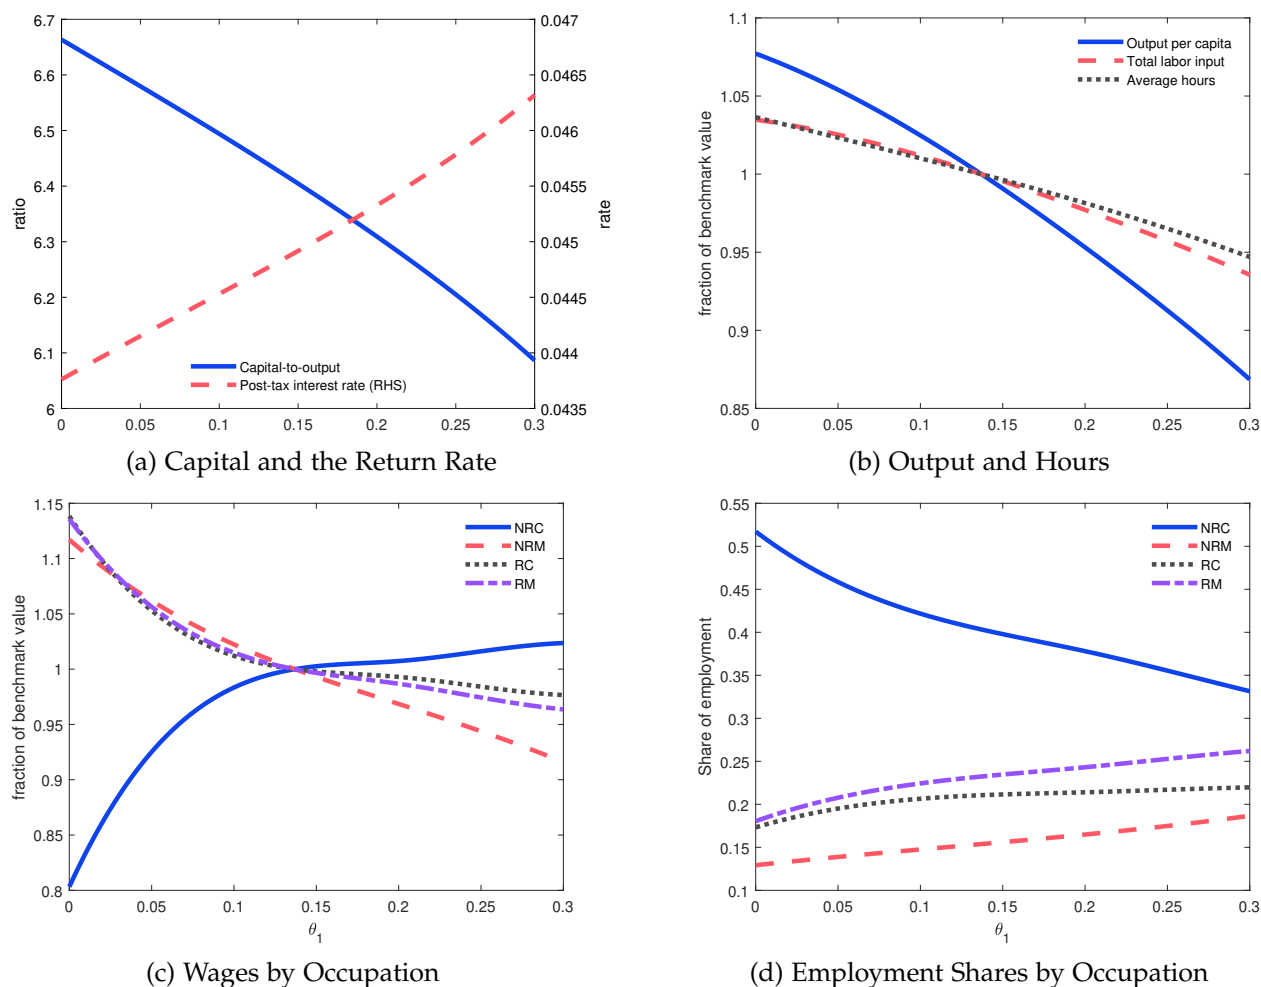 6.7
6.6
6.5
6.4
6.3
6.2
6.1
6
ratio
0.047
0.0465
0.046
0.0455
0.045
0.0445
0.044
0.0435
rate
Capital-to-output
Post-tax interest rate (RHS)
0 0.05 0.1 0.15 0.2 0.25 0.3
(a) Capital and the Return Rate
1.1
1.05
1
0.95
0.9
0.85
fraction of benchmark value
Output per capita
Total labor input
Average hours
0 0.05 0.1 0.15 0.2 0.25 0.3
(b) Output and Hours
1.15
1.1
1.05
1
0.95
0.9
0.85
0.8
fraction of benchmark value
NRC
NRM
RC
RM
0 0.05 0.1 0.15 0.2 0.25 0.3
θ1
(c) Wages by Occupation
0.55
0.5
0.45
0.4
0.35
0.3
0.25
0.2
0.15
0.1
Share of employment
NRC
NRM
RC
RM
0 0.05 0.1 0.15 0.2 0.25 0.3
θ1
(d) Employment Shares by Occupation